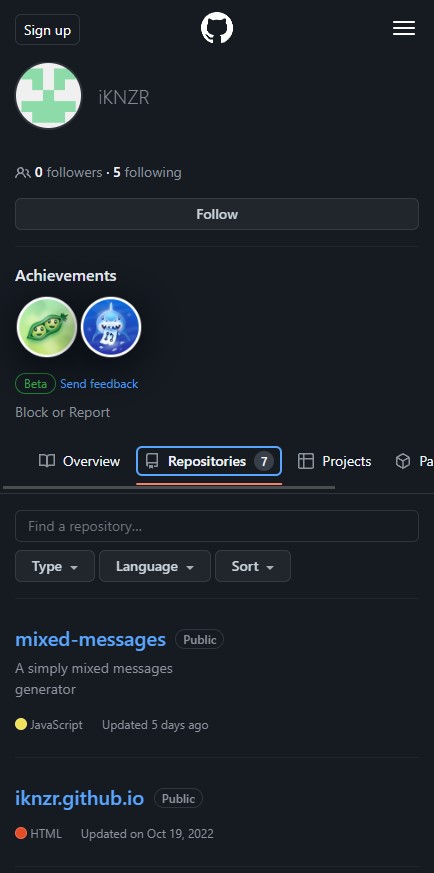 Sign up
iKNZR
0 followers · 5 following
Follow
Achievements
Beta Send feedback
Block or Report
Overview Repositories 7 Projects Pa
Find a repository...
Type Language Sort
mixed-messages Public
A simply mixed messages
generator
JavaScript Updated 5 days ago
iknzr.github.io Public
HTML Updated on Oct 19, 2022